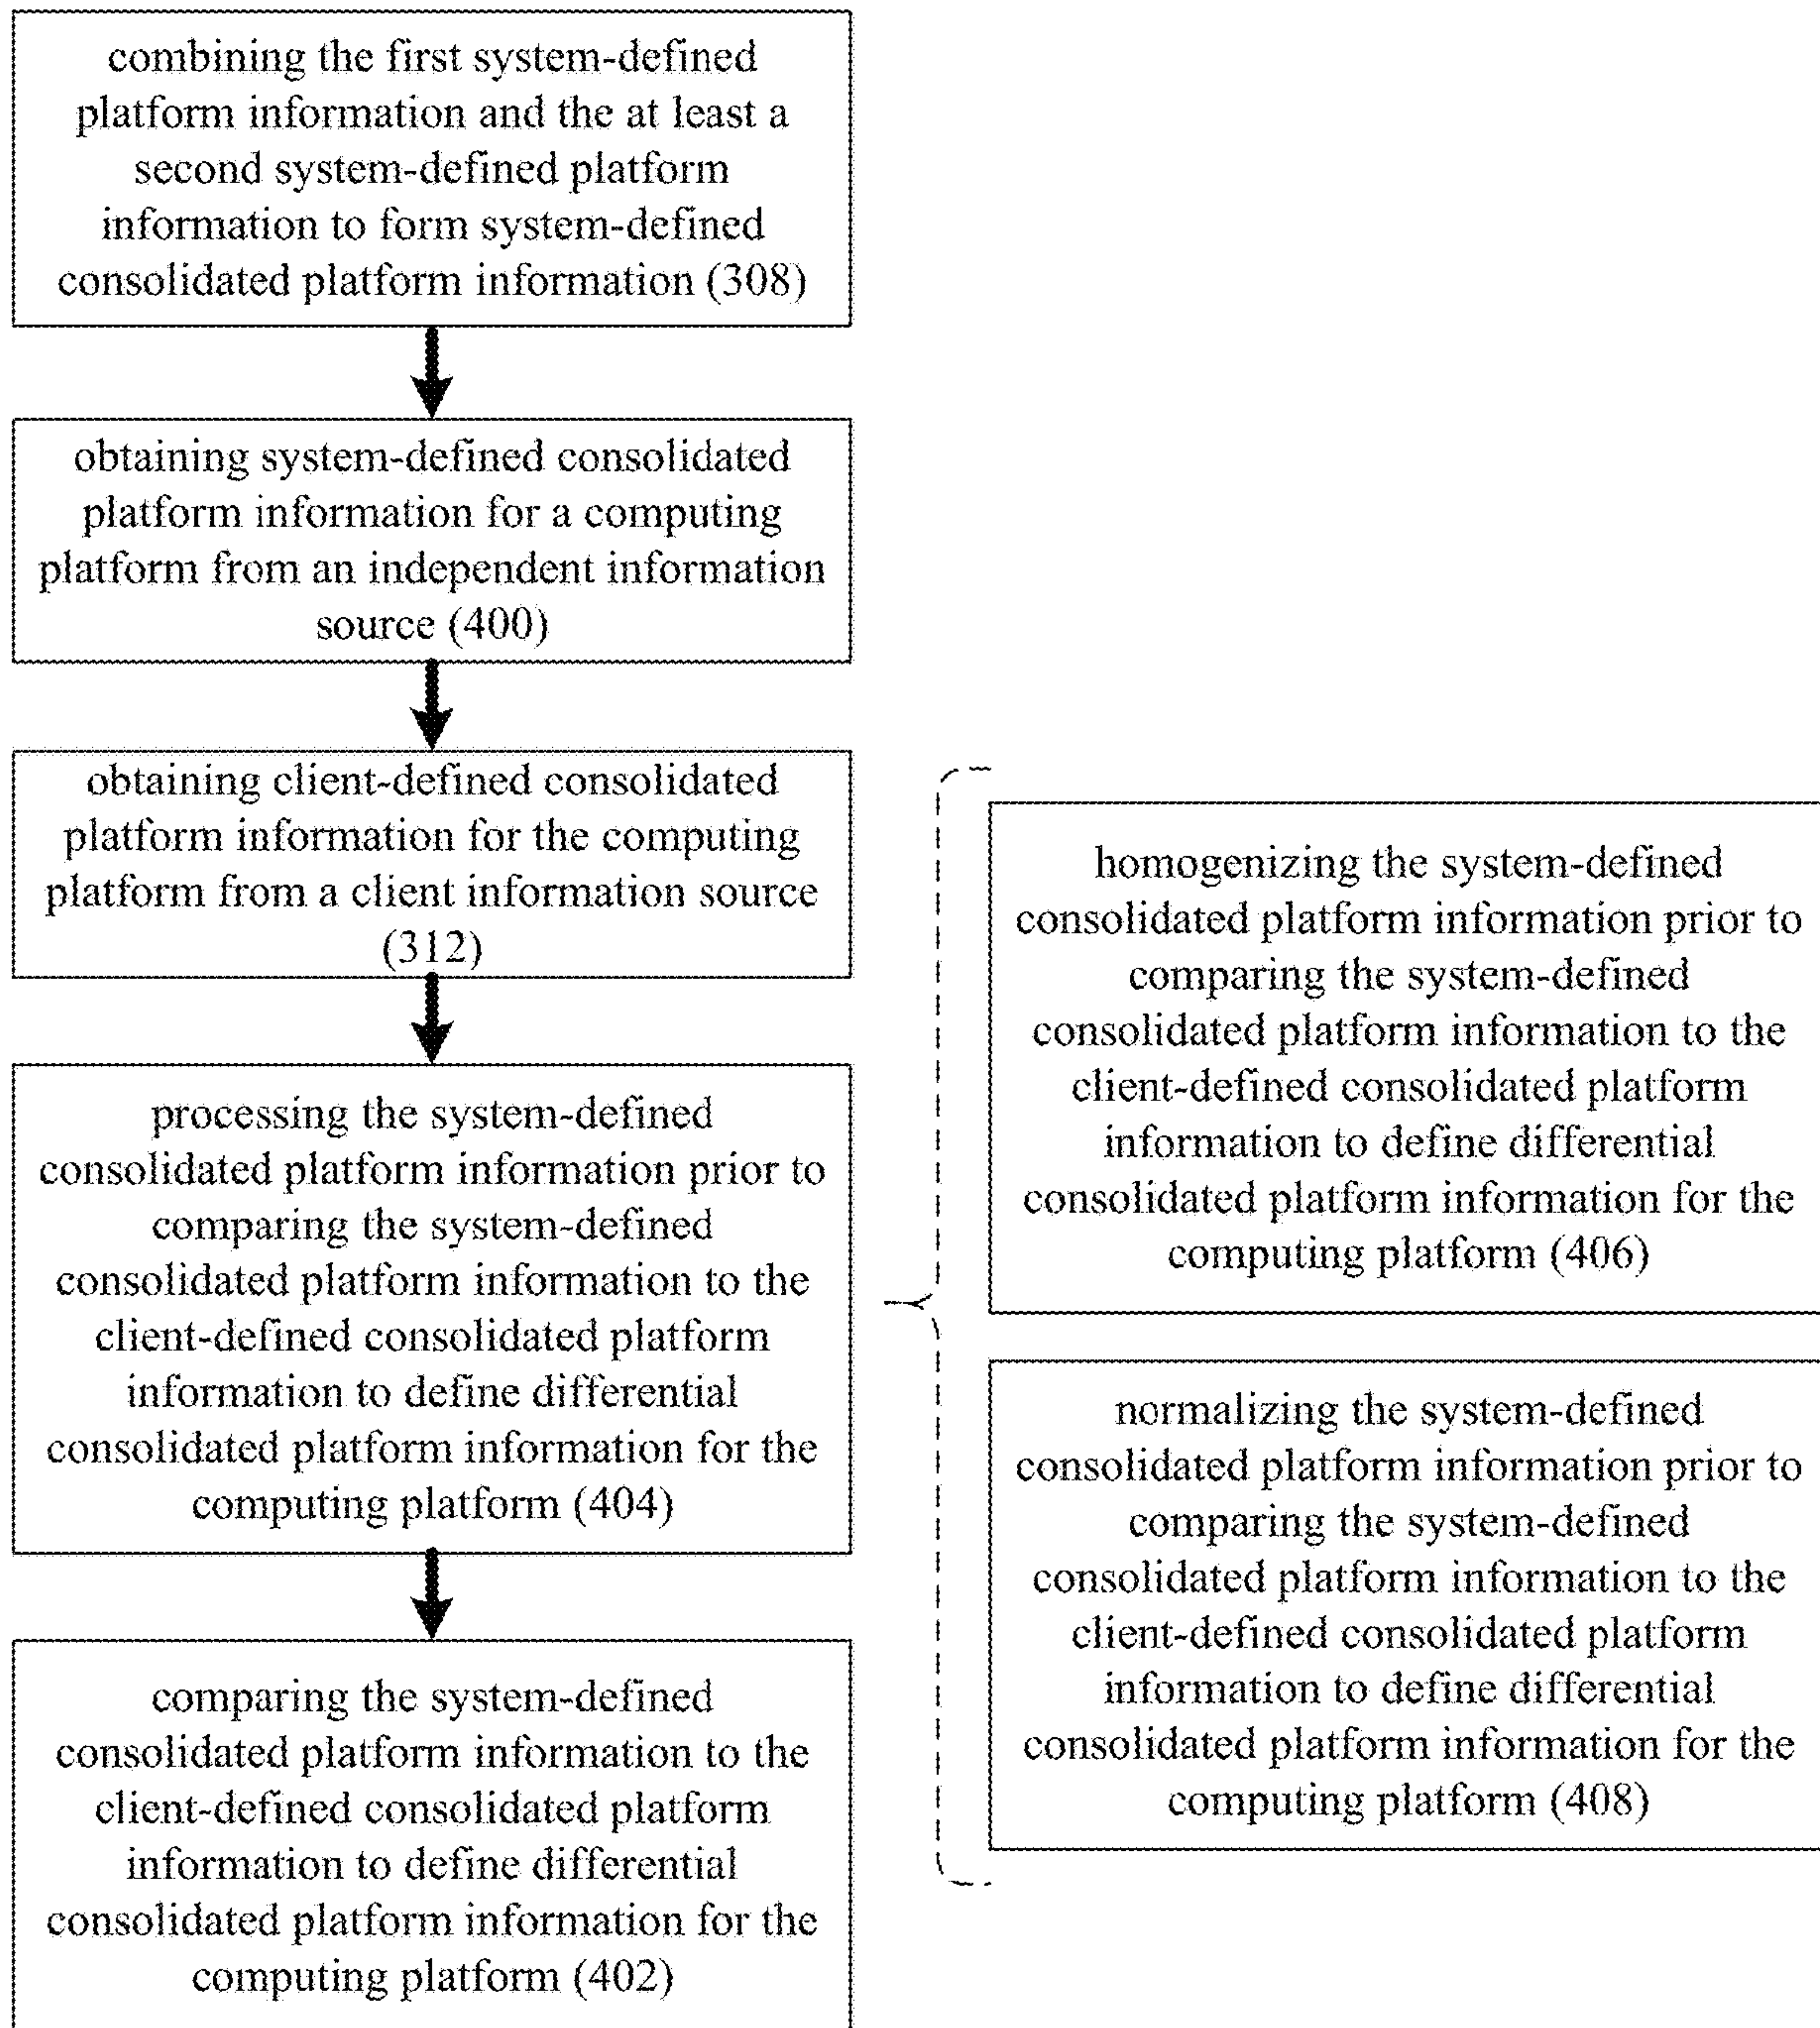 combining the first system-defined
platform information and the at least a
second system-defined platform
information to form system-defined
consolidated platform information (308)
obtaining system-defined consolidated
platform information for a computing
platform from an independent information
source (400)
obtaining client-defined consolidated
platform information for the computing
platform from a client information source
(312)
processing the system-defined
consolidated platform information prior to
comparing the system-defined
consolidated platform information to the
client-defined consolidated platform
information to define differential
consolidated platform information for the
computing platform (404)
comparing the system-defined
consolidated platform information to the
client-defined consolidated platform
information to define differential
consolidated platform information for the
computing platform (402)
homogenizing the system-defined
consolidated platform information prior to
comparing the system-defined
consolidated platform information to the
client-defined consolidated platform
information to define differential
consolidated platform information for the
computing platform (406)
normalizing the system-defined
consolidated platform information prior to
comparing the system-defined
consolidated platform information to the
client-defined consolidated platform
information to define differential
consolidated platform information for the
computing platform (408)